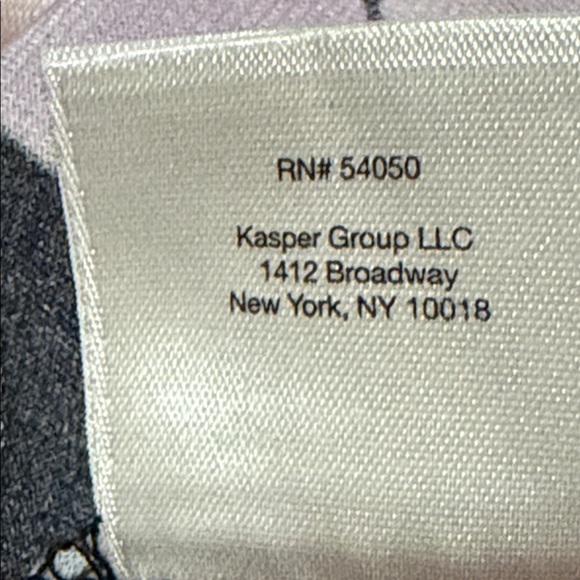 RN# 54050
Kasper Group LLC
1412 Broadway
New York, NY 10018